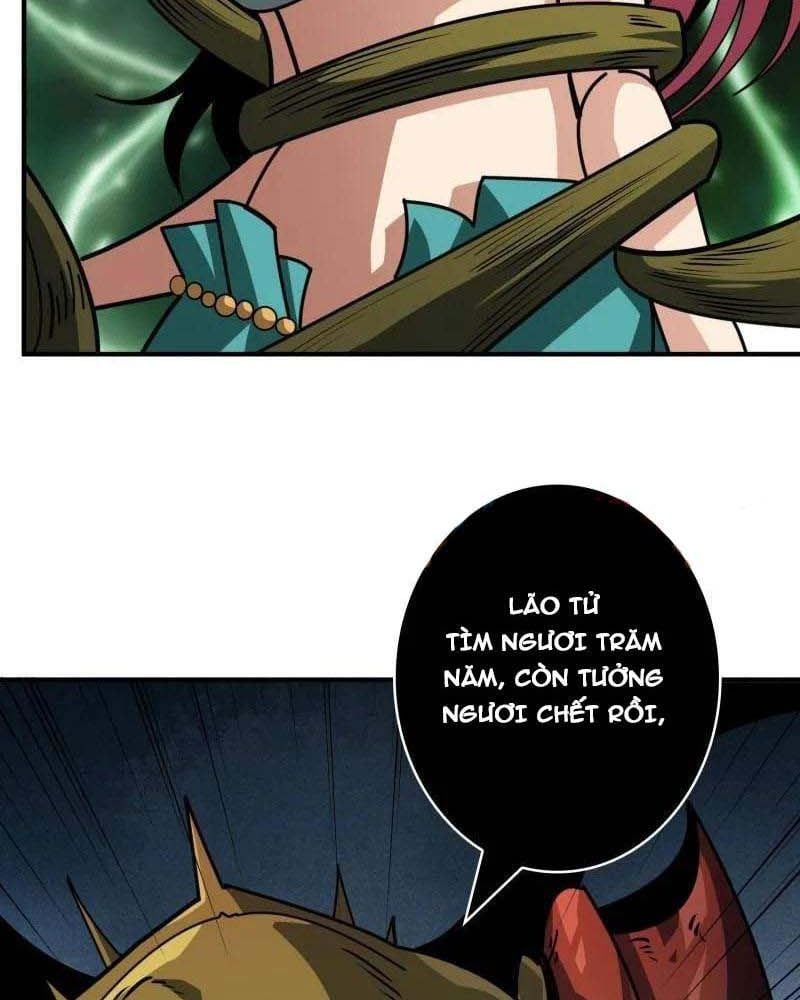 LÃO TỬ
TÌM NGƯƠI TRĂM
NĂM, CÒN TƯỞNG
NGƯƠI CHẾT RỒI,